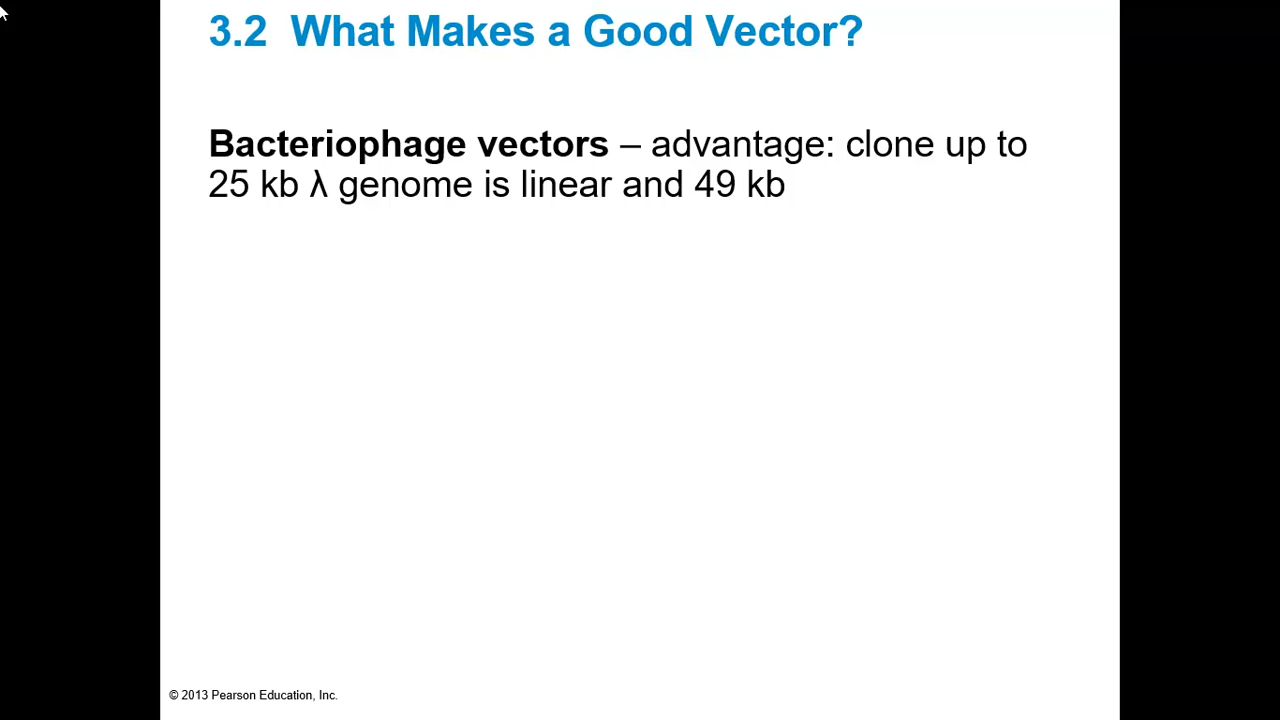 3.2 What Makes a Good Vector?
Bacteriophage vectors – advantage: clone up to
25 kb λ genome is linear and 49 kb
© 2013 Pearson Education, Inc.